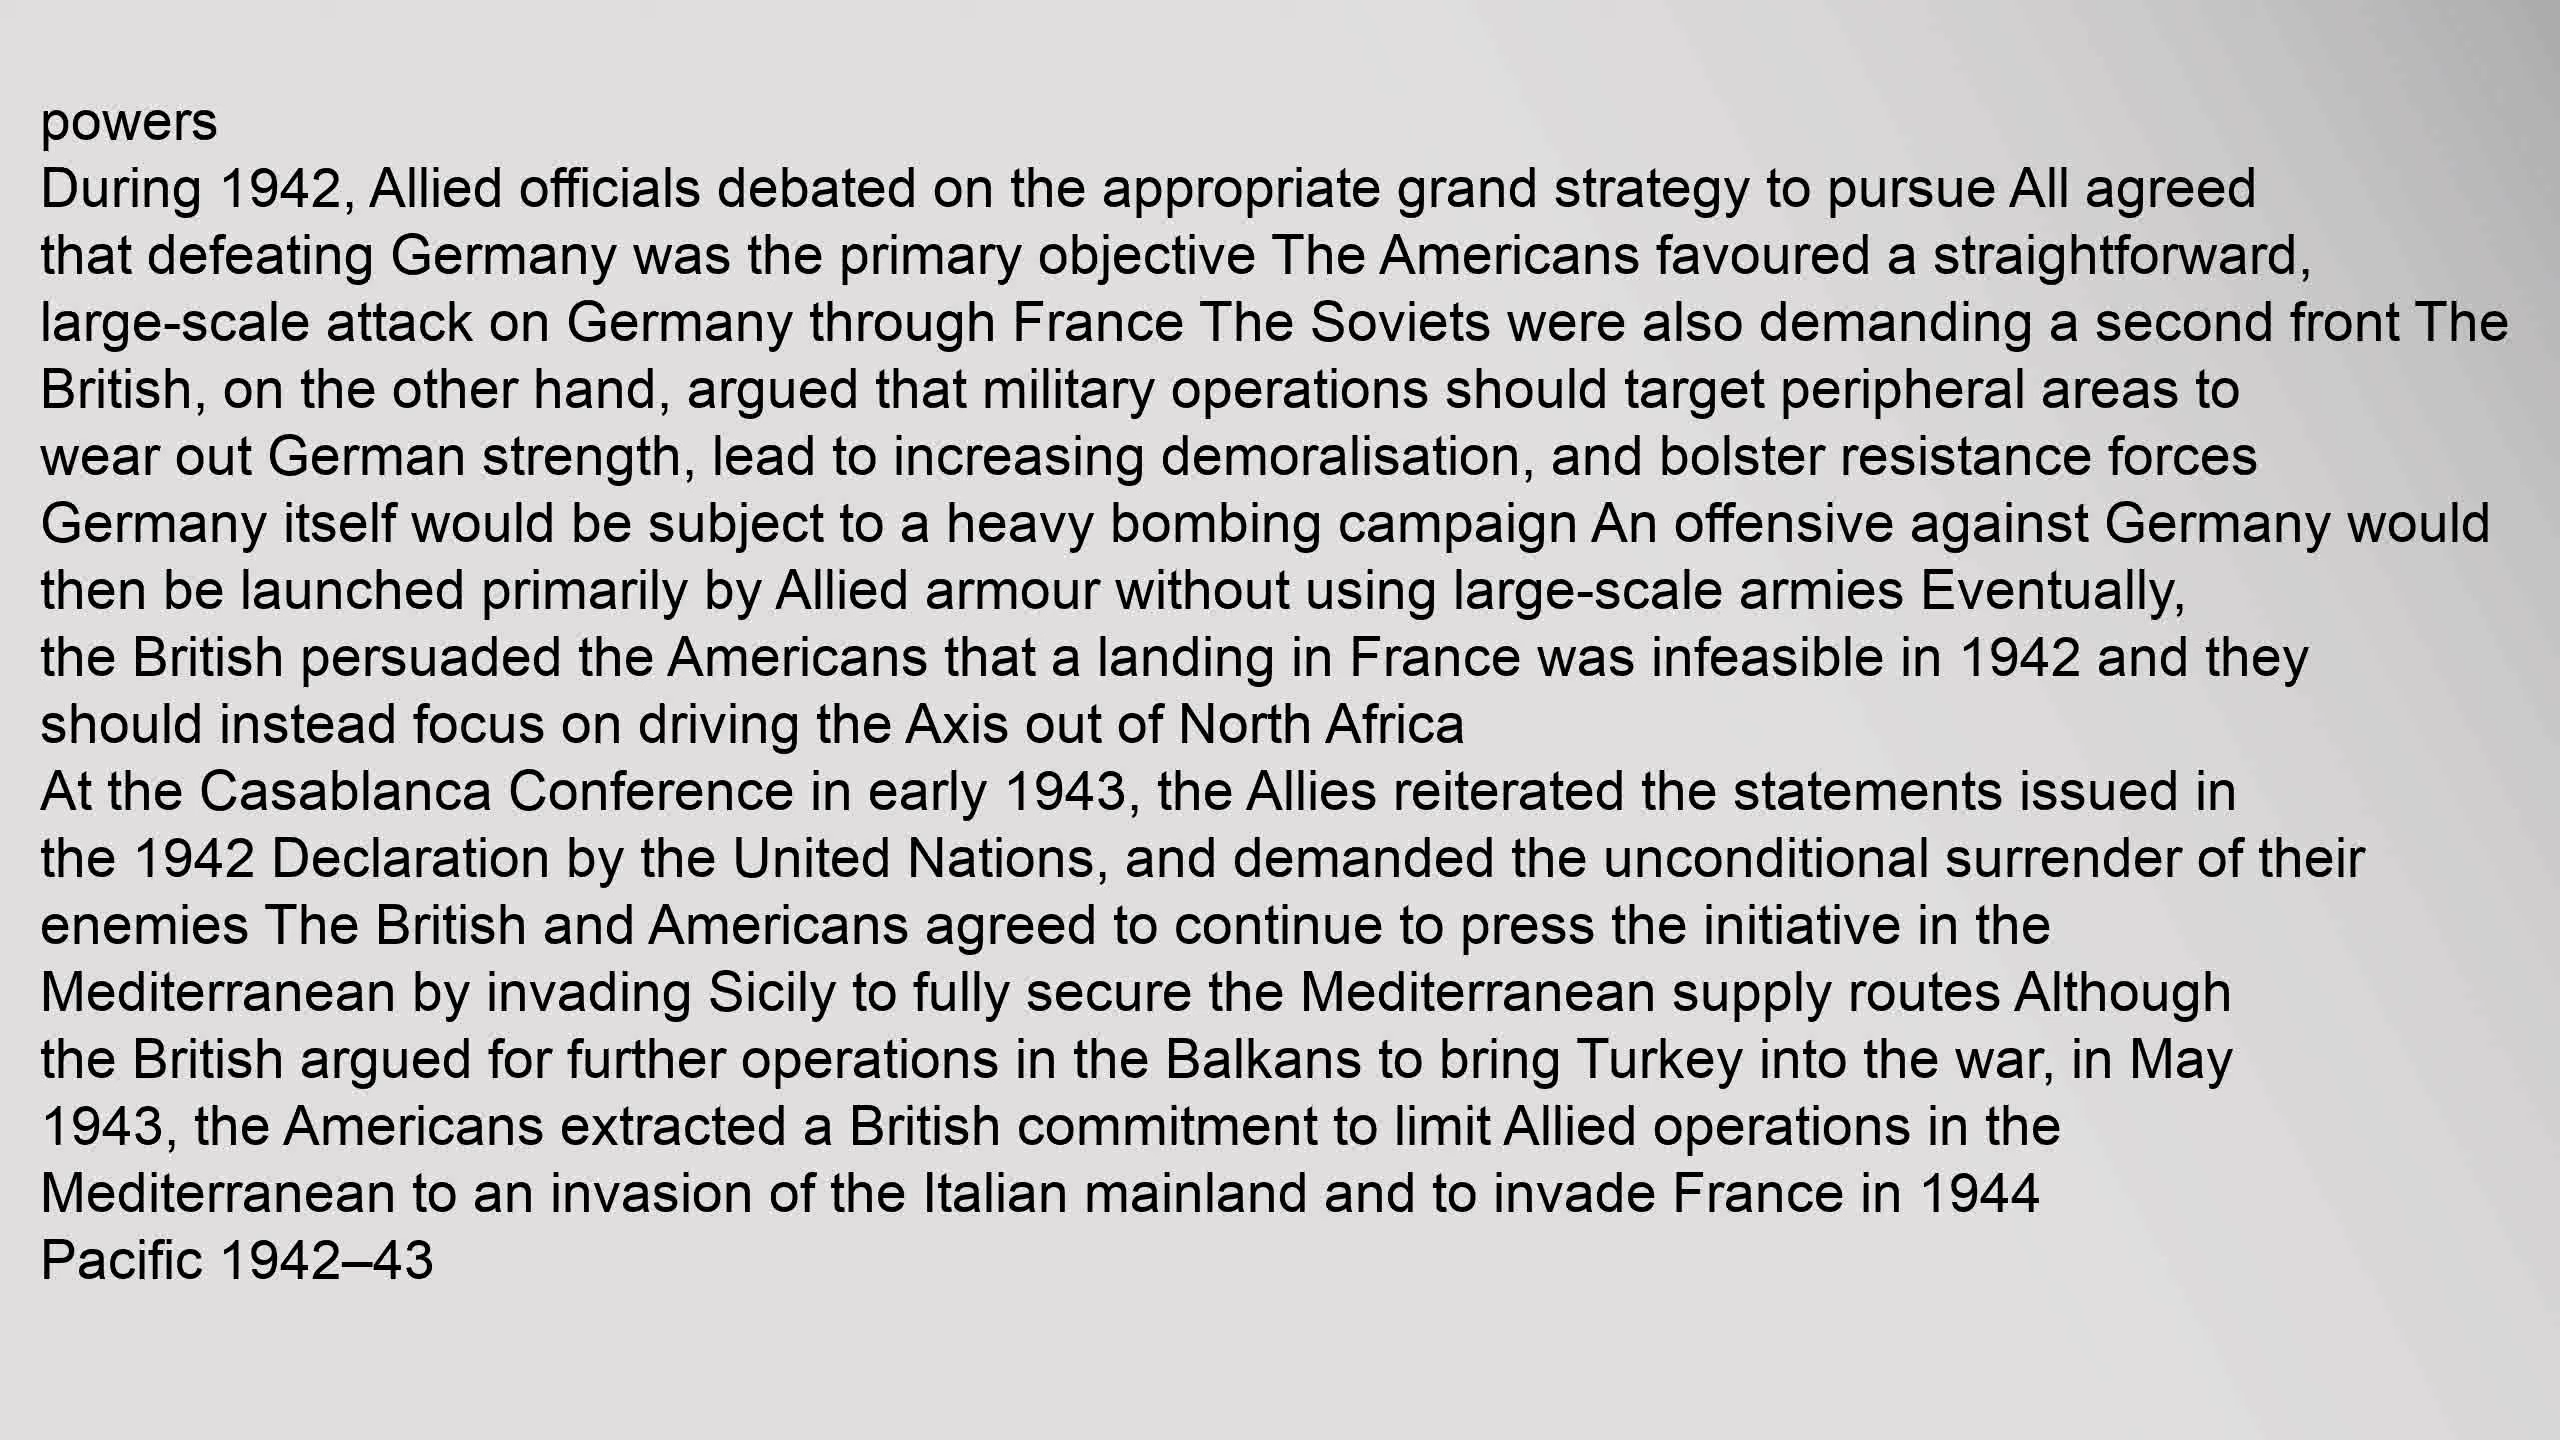 powers
During 1942, Allied officials debated on the appropriate grand strategy to pursue All agreed
that defeating Germany was the primary objective The Americans favoured a straightforward,
large-scale attack on Germany through France The Soviets were also demanding a second front The
British, on the other hand, argued that military operations should target peripheral areas to
wear out German strength, lead to increasing demoralisation, and bolster resistance forces
Germany itself would be subject to a heavy bombing campaign An offensive against Germany would
then be launched primarily by Allied armour without using large-scale armies Eventually,
the British persuaded the Americans that a landing in France was infeasible in 1942 and they
should instead focus on driving the Axis out of North Africa
At the Casablanca Conference in early 1943, the Allies reiterated the statements issued in
the 1942 Declaration by the United Nations, and demanded the unconditional surrender of their
enemies The British and Americans agreed to continue to press the initiative in the
Mediterranean by invading Sicily to fully secure the Mediterranean supply routes Although
the British argued for further operations in the Balkans to bring Turkey into the war, in May
1943, the Americans extracted a British commitment to limit Allied operations in the
Mediterranean to an invasion of the Italian mainland and to invade France in 1944
Pacific 1942–43